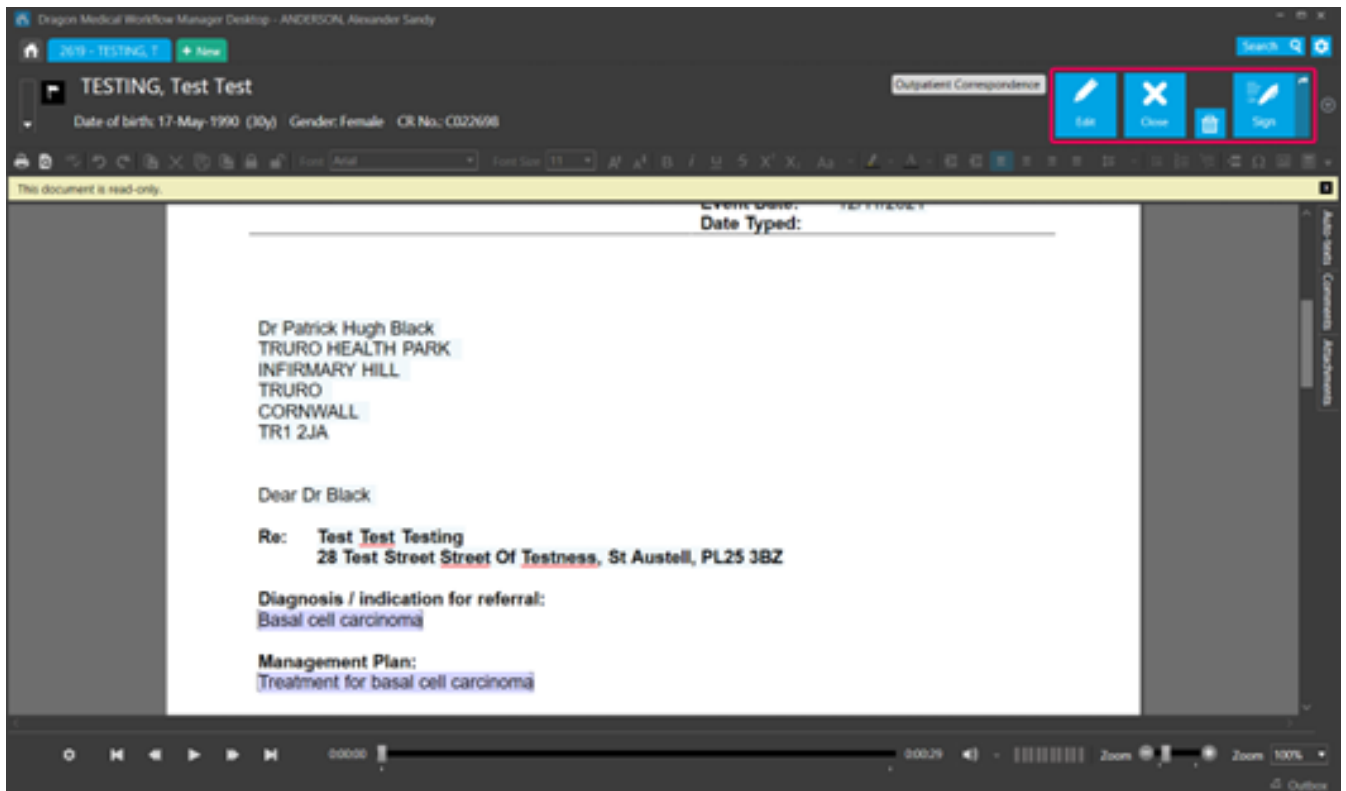 Dragon Medical Workflow Manager Desktop - ANDERSON, Alexander Sandy
2619 - TESTING, T
+ New
Search
TESTING, Test Test
Outpatient Correspondence
Edit
Close
Sign
Date of birth: 17-May-1990 (30y) Gender: Female CR No.: C022698
Font Arial
Font Size 11
This document is read-only.
Event Date: 12/11/2021
Date Typed:
Auto-texts
Comments
Attachments
Dr Patrick Hugh Black
TRURO HEALTH PARK
INFIRMARY HILL
TRURO
CORNWALL
TR1 2JA
Dear Dr Black
Re: Test Test Testing
28 Test Street Street Of Testness, St Austell, PL25 3BZ
Diagnosis / indication for referral:
Basal cell carcinoma
Management Plan:
Treatment for basal cell carcinoma
0:00:00
0:00:29
Zoom
Zoom 100%
Outbox